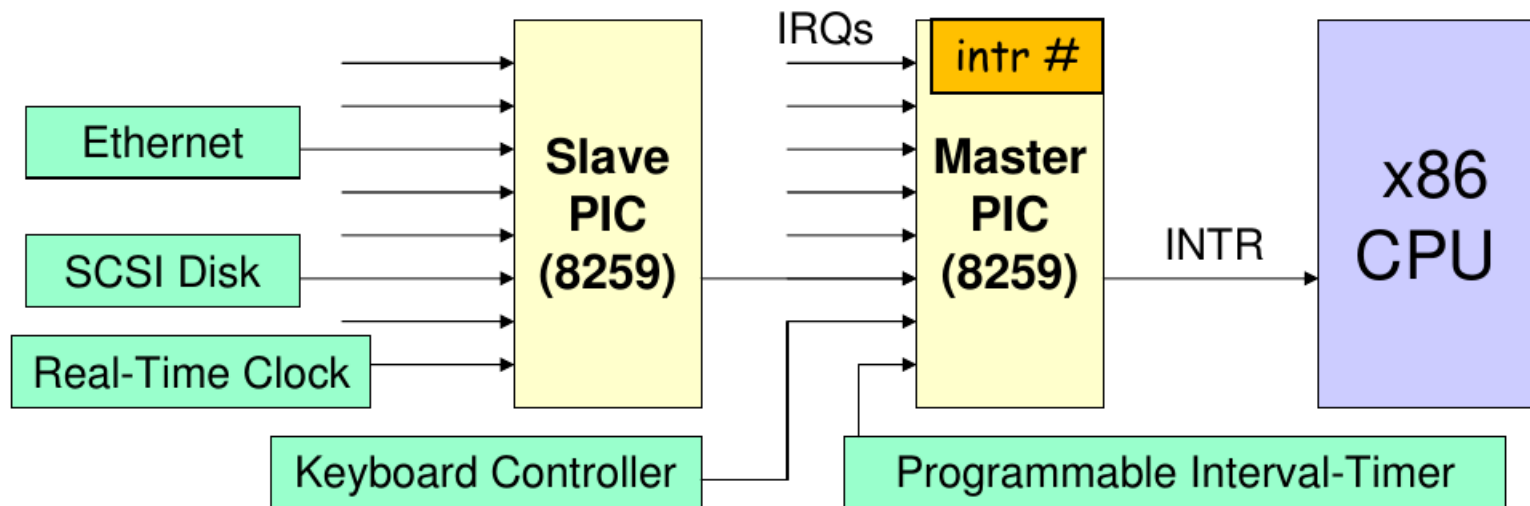 IRQs
intr #
Ethernet
Slave
PIC
(8259)
Master
PIC
(8259)
x86
CPU
INTR
SCSI Disk
Real-Time Clock
Keyboard Controller
Programmable Interval-Timer